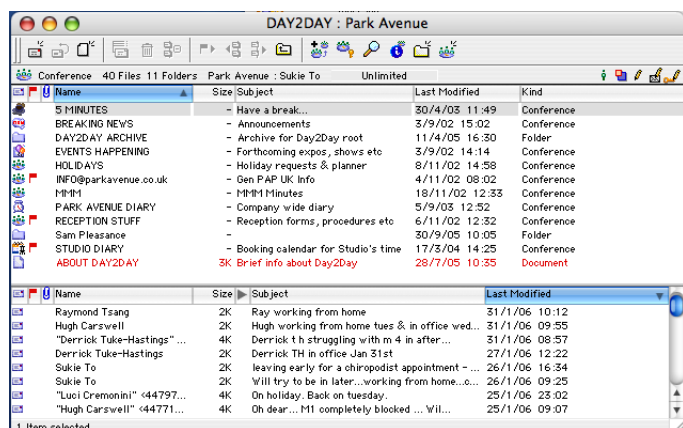 DAY2DAY : Park Avenue
Conference 40 Files 11 Folders Park Avenue : Sukie To Unlimited
Name Size Subject Last Modified Kind
5 MINUTES - Have a break... 30/4/03 11:49 Conference
BREAKING NEWS - Announcements 3/9/02 15:02 Conference
DAY2DAY ARCHIVE - Archive for Day2Day root 11/4/05 16:30 Folder
EVENTS HAPPENING - Forthcoming expos, shows etc 3/9/02 14:14 Conference
HOLIDAYS - Holiday requests & planner 8/11/02 14:58 Conference
INFO@parkavenue.co.uk - Gen PAP UK Info 4/11/02 08:02 Conference
MMM - MMM Minutes 18/11/02 12:33 Conference
PARK AVENUE DIARY - Company wide diary 5/9/03 12:52 Conference
RECEPTION STUFF - Reception forms, procedures etc 6/11/02 12:32 Conference
Sam Pleasance - 30/9/05 10:05 Folder
STUDIO DIARY - Booking calendar for Studio's time 17/3/04 14:25 Conference
ABOUT DAY2DAY 3K Brief info about Day2Day 28/7/05 10:35 Document
Name Size Subject Last Modified
Raymond Tsang 2K Ray working from home 31/1/06 10:12
Hugh Carswell 2K Hugh working from home tues & in office wed... 31/1/06 09:55
"Derrick Tuke-Hastings" ... 4K Derrick t h struggling with m 4 in after... 31/1/06 08:57
Derrick Tuke-Hastings 2K Derrick TH in office Jan 31st 27/1/06 12:22
Sukie To 2K leaving early for a chiropodist appointment - ... 26/1/06 16:34
Sukie To 2K Will try to be in later...working from home...c... 26/1/06 09:25
"Luci Cremonini" <44797... 4K On holiday. Back on tuesday. 25/1/06 23:02
"Hugh Carswell" <44771... 4K Oh dear... M1 completely blocked ... Wil... 25/1/06 09:07
1 Item selected